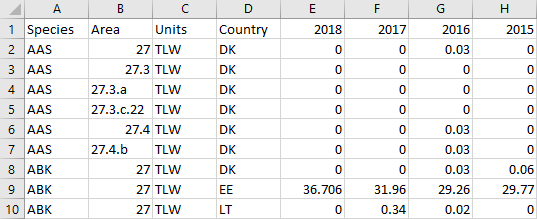 A B C D E F G H
1 Species Area Units Country 2018 2017 2016 2015
2 AAS 27 TLW DK 0 0 0.03 0
3 AAS 27.3 TLW DK 0 0 0 0
4 AAS 27.3.a TLW DK 0 0 0 0
5 AAS 27.3.c.22 TLW DK 0 0 0 0
6 AAS 27.4 TLW DK 0 0 0.03 0
7 AAS 27.4.b TLW DK 0 0 0.03 0
8 ABK 27 TLW DK 0 0 0.03 0.06
9 ABK 27 TLW EE 36.706 31.96 29.26 29.77
10 ABK 27 TLW LT 0 0.34 0.02 0